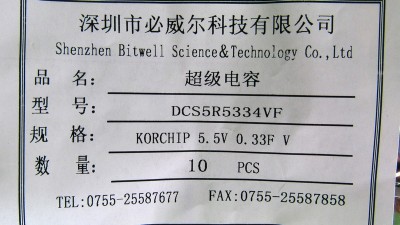 深圳市必威尔科技有限公司
Shenzhen Bitwell Science&Technology Co.,Ltd
品 名: 超级电容
型 号: DCS5R5334VF
规 格: KORCHIP 5.5V 0.33F V
数 量: 10 PCS
TEL:0755-25587677 FAX:0755-25587858